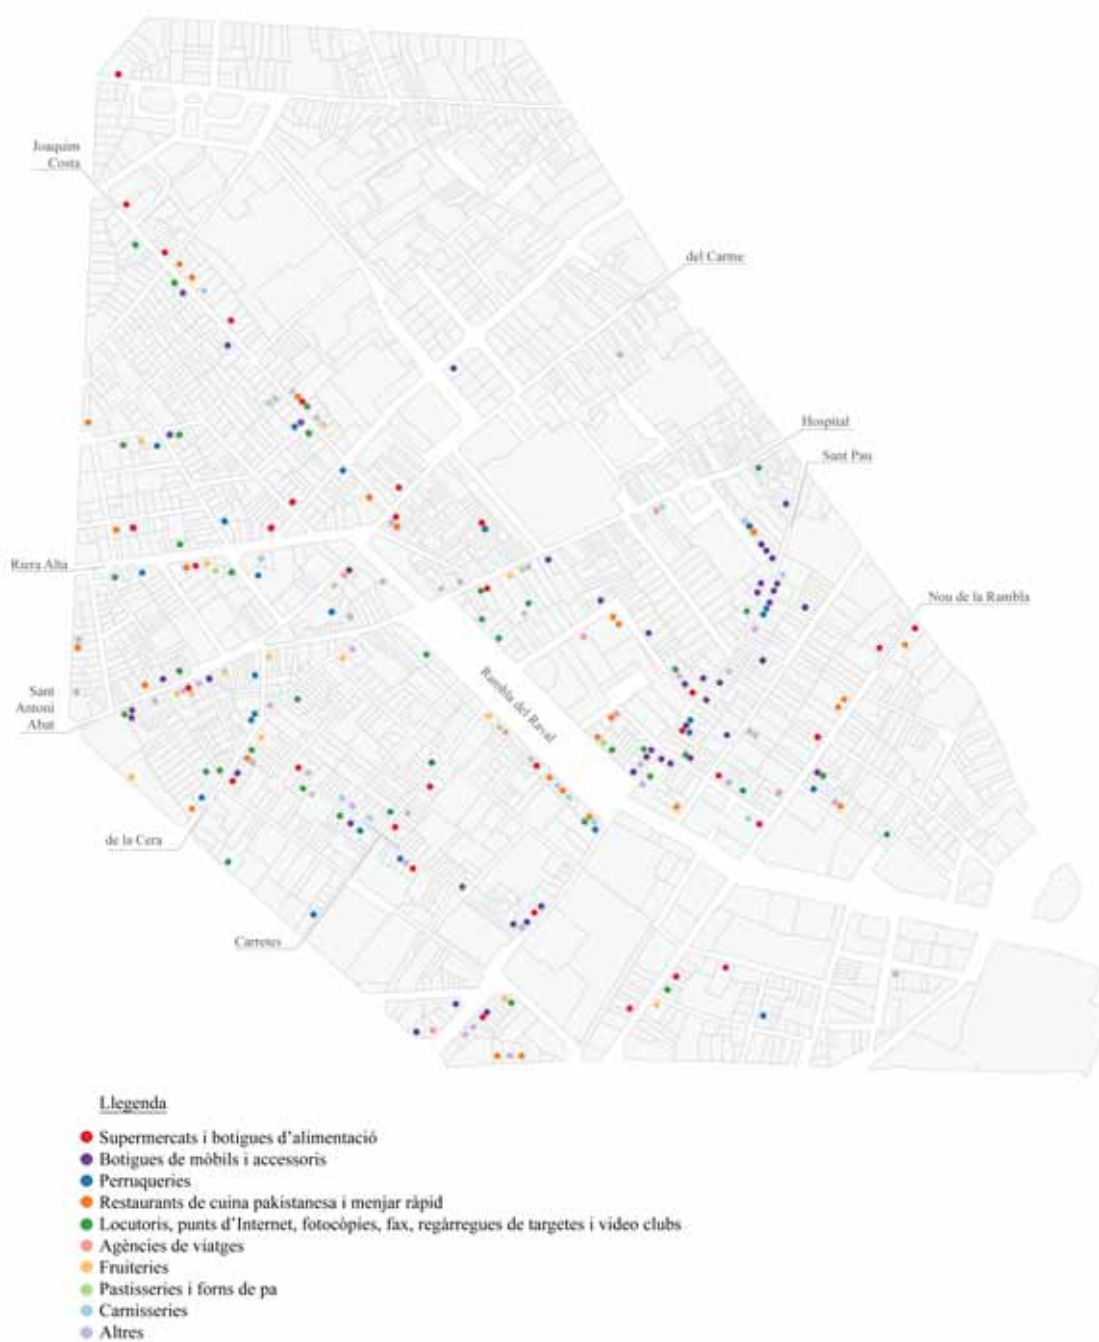 Joaquim
Costa
del Carme
Hospital
Sant Pau
Riera Alta
Nou de la Rambla
Rambla del Raval
Sant
Antoni
Abat
de la Cera
Carretes
Llegenda
Supermercats i botigues d'alimentació
Botigues de mòbils i accessoris
Perruqueries
Restaurants de cuina pakistanesa i menjar ràpid
Locutoris, punts d'Internet, fotocòpies, fax, regàrregues de targetes i video clubs
Agències de viatges
Fruiteries
Pastisseries i forns de pa
Carnisseries
Altres